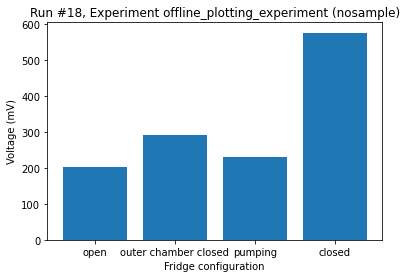 Run #18, Experiment offline_plotting_experiment (nosample)
600
500
400
300
200
100
0
Voltage (mV)
open outer chamber closed pumping closed
Fridge configuration